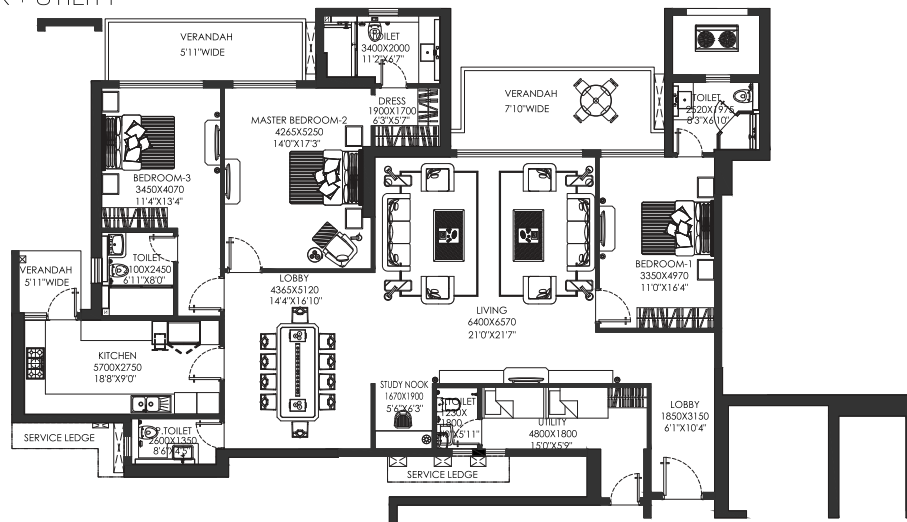 VERANDAH
5'11"WIDE
TOILET
3400X2000
11'2"X6'7"
DRESS
1900X1700
6'3"X5'7"
MASTER BEDROOM-2
4265X5250
14'0"X17'3"
VERANDAH
7'10"WIDE
TOILET
2520X1975
8'3"X6'10"
BEDROOM-3
3450X4070
11'4"X13'4"
TOILET
2100X2450
6'11"X8'0"
VERANDAH
5'11"WIDE
BEDROOM-1
3350X4970
11'0"X16'4"
LOBBY
4365X5120
14'4"X16'10"
LIVING
6400X6570
21'0"X21'7"
KITCHEN
5700X2750
18'8"X9'0"
STUDY NOOK
1670X1900
5'6"X6'3"
S.TOILET
1230X
1800
X5'11"
UTILITY
4800X1800
15'0"X5'9"
LOBBY
1850X3150
6'1"X10'4"
SERVICE LEDGE
P.TOILET
2600X1350
8'6"X4'5"
SERVICE LEDGE